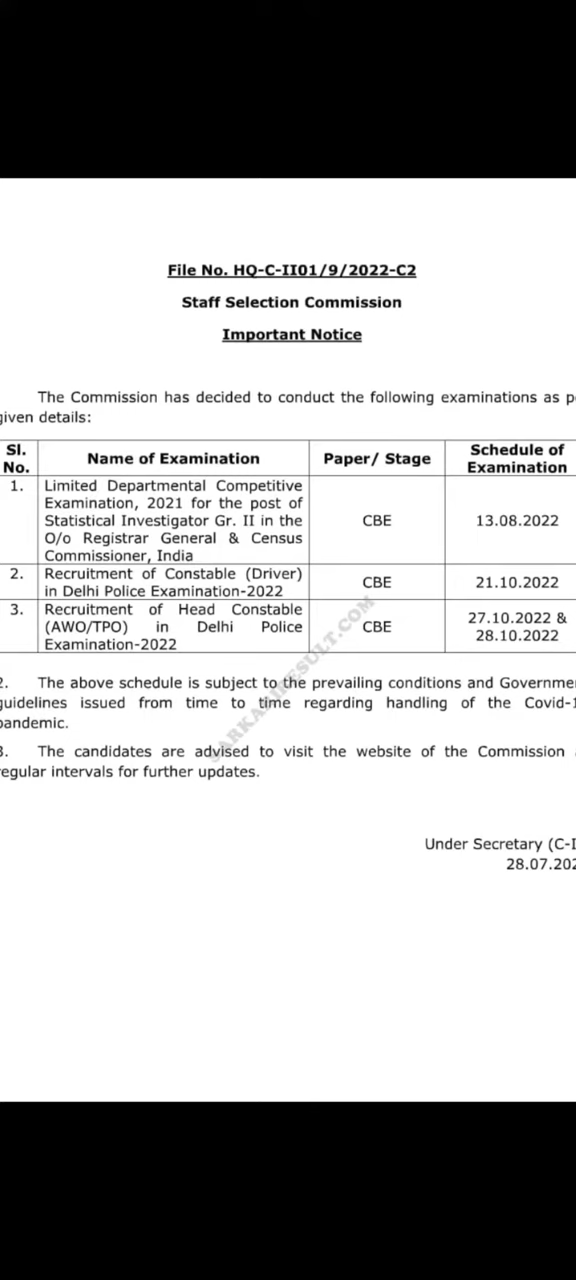 File No. HQ-C-II01/9/2022-C2
Staff Selection Commission
Important Notice
The Commission has decided to conduct the following examinations as
given details:
Sl. No.
Name of Examination
Paper/ Stage
Schedule of Examination
1.
Limited Departmental Competitive
Examination, 2021 for the post of
Statistical Investigator Gr. II in the
O/o Registrar General & Census
Commissioner, India
CBE
13.08.2022
2.
Recruitment of Constable (Driver)
in Delhi Police Examination-2022
CBE
21.10.2022
3.
Recruitment of Head Constable
(AWO/TPO) in Delhi Police
Examination-2022
CBE
27.10.2022 &
28.10.2022
2. The above schedule is subject to the prevailing conditions and
guidelines issued from time to time regarding handling of the
pandemic.
3. The candidates are advised to visit the website of the Commission
regular intervals for further updates.
Under Secretary
SARKARIRESULT.COM